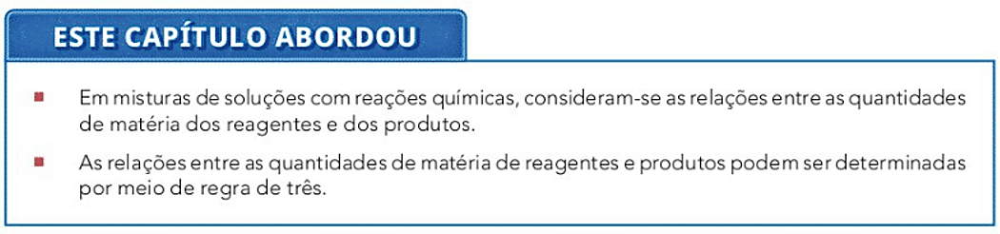 ESTE CAPÍTULO ABORDOU
Em misturas de soluções com reações químicas, consideram-se as relações entre as quantidades
de matéria dos reagentes e dos produtos.
As relações entre as quantidades de matéria de reagentes e produtos podem ser determinadas
por meio de regra de três.